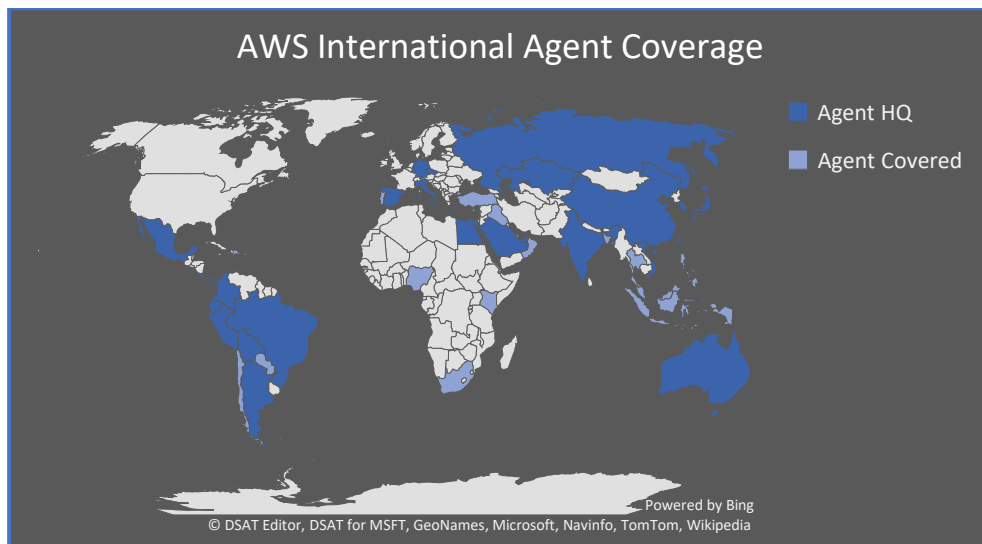 AWS International Agent Coverage
Agent HQ
Agent Covered
Powered by Bing
© DSAT Editor, DSAT for MSFT, GeoNames, Microsoft, Navinfo, TomTom, Wikipedia